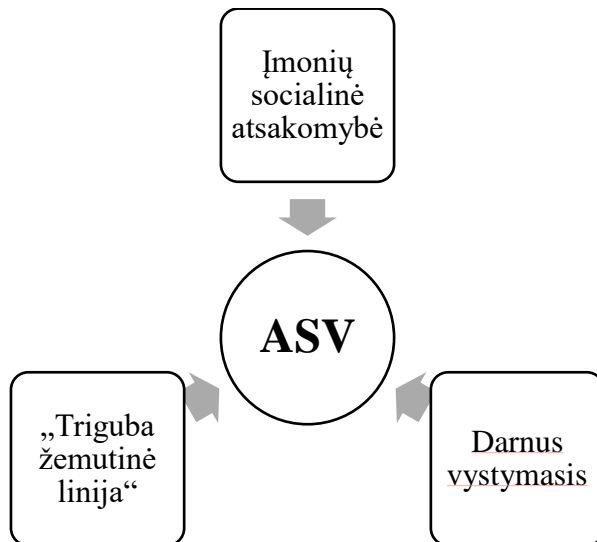 Įmonių
socialinė
atsakomybė
ASV
„Triguba
žemutinė
linija“
Darnus
vystymasis